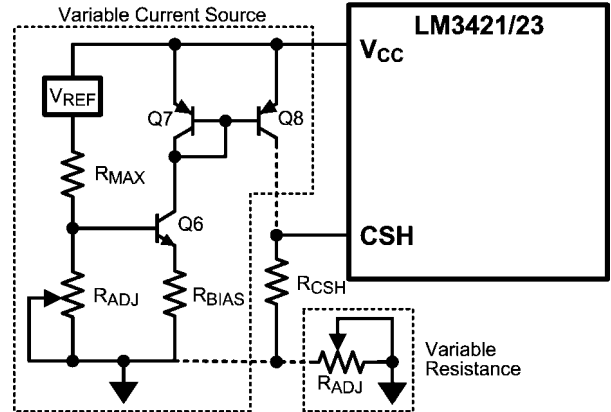 Variable Current Source
LM3421/23
VCC
VREF
Q7
Q8
RMAX
Q6
CSH
RADJ
RBIAS
RCSH
RADJ
Variable
Resistance